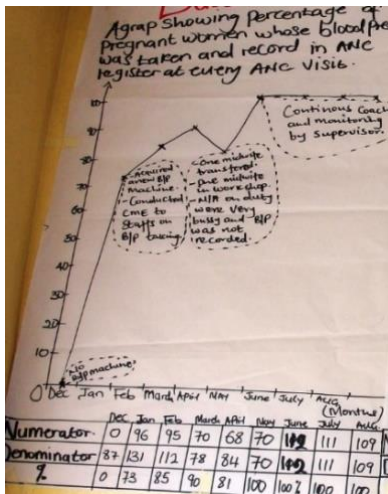 A grap showing percentage of
pregnant women whose blood pre
was taken and record in ANC
register at every ANC visit.
90
80
70
60
50
40
30
20
10
0
Continous Coach
and monitoring
by supervisor
- Acquired
a new B/P
Machine
- Conducted
CME to
Staffs on
B/P taking
- One midwife
transferred.
- One midwife
in workshop
- N/A on duty
were very
busy and B/P
was not
recorded.
No
B/p machine
Dec Jan Feb March April May June July Aug
(Months)
Dec Jan Feb March April May June July Aug
Numerator 0 96 95 70 68 70 111 109
Denominator 87 131 112 78 84 70 111 109
% 0 73 85 90 81 100 100% 100 100